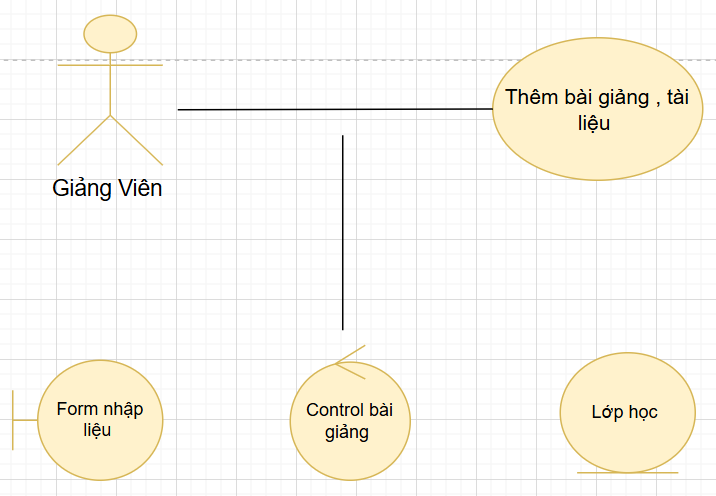 Thêm bài giảng , tài
liệu
Giảng Viên
Form nhập
liệu
Control bài
giảng
Lớp học